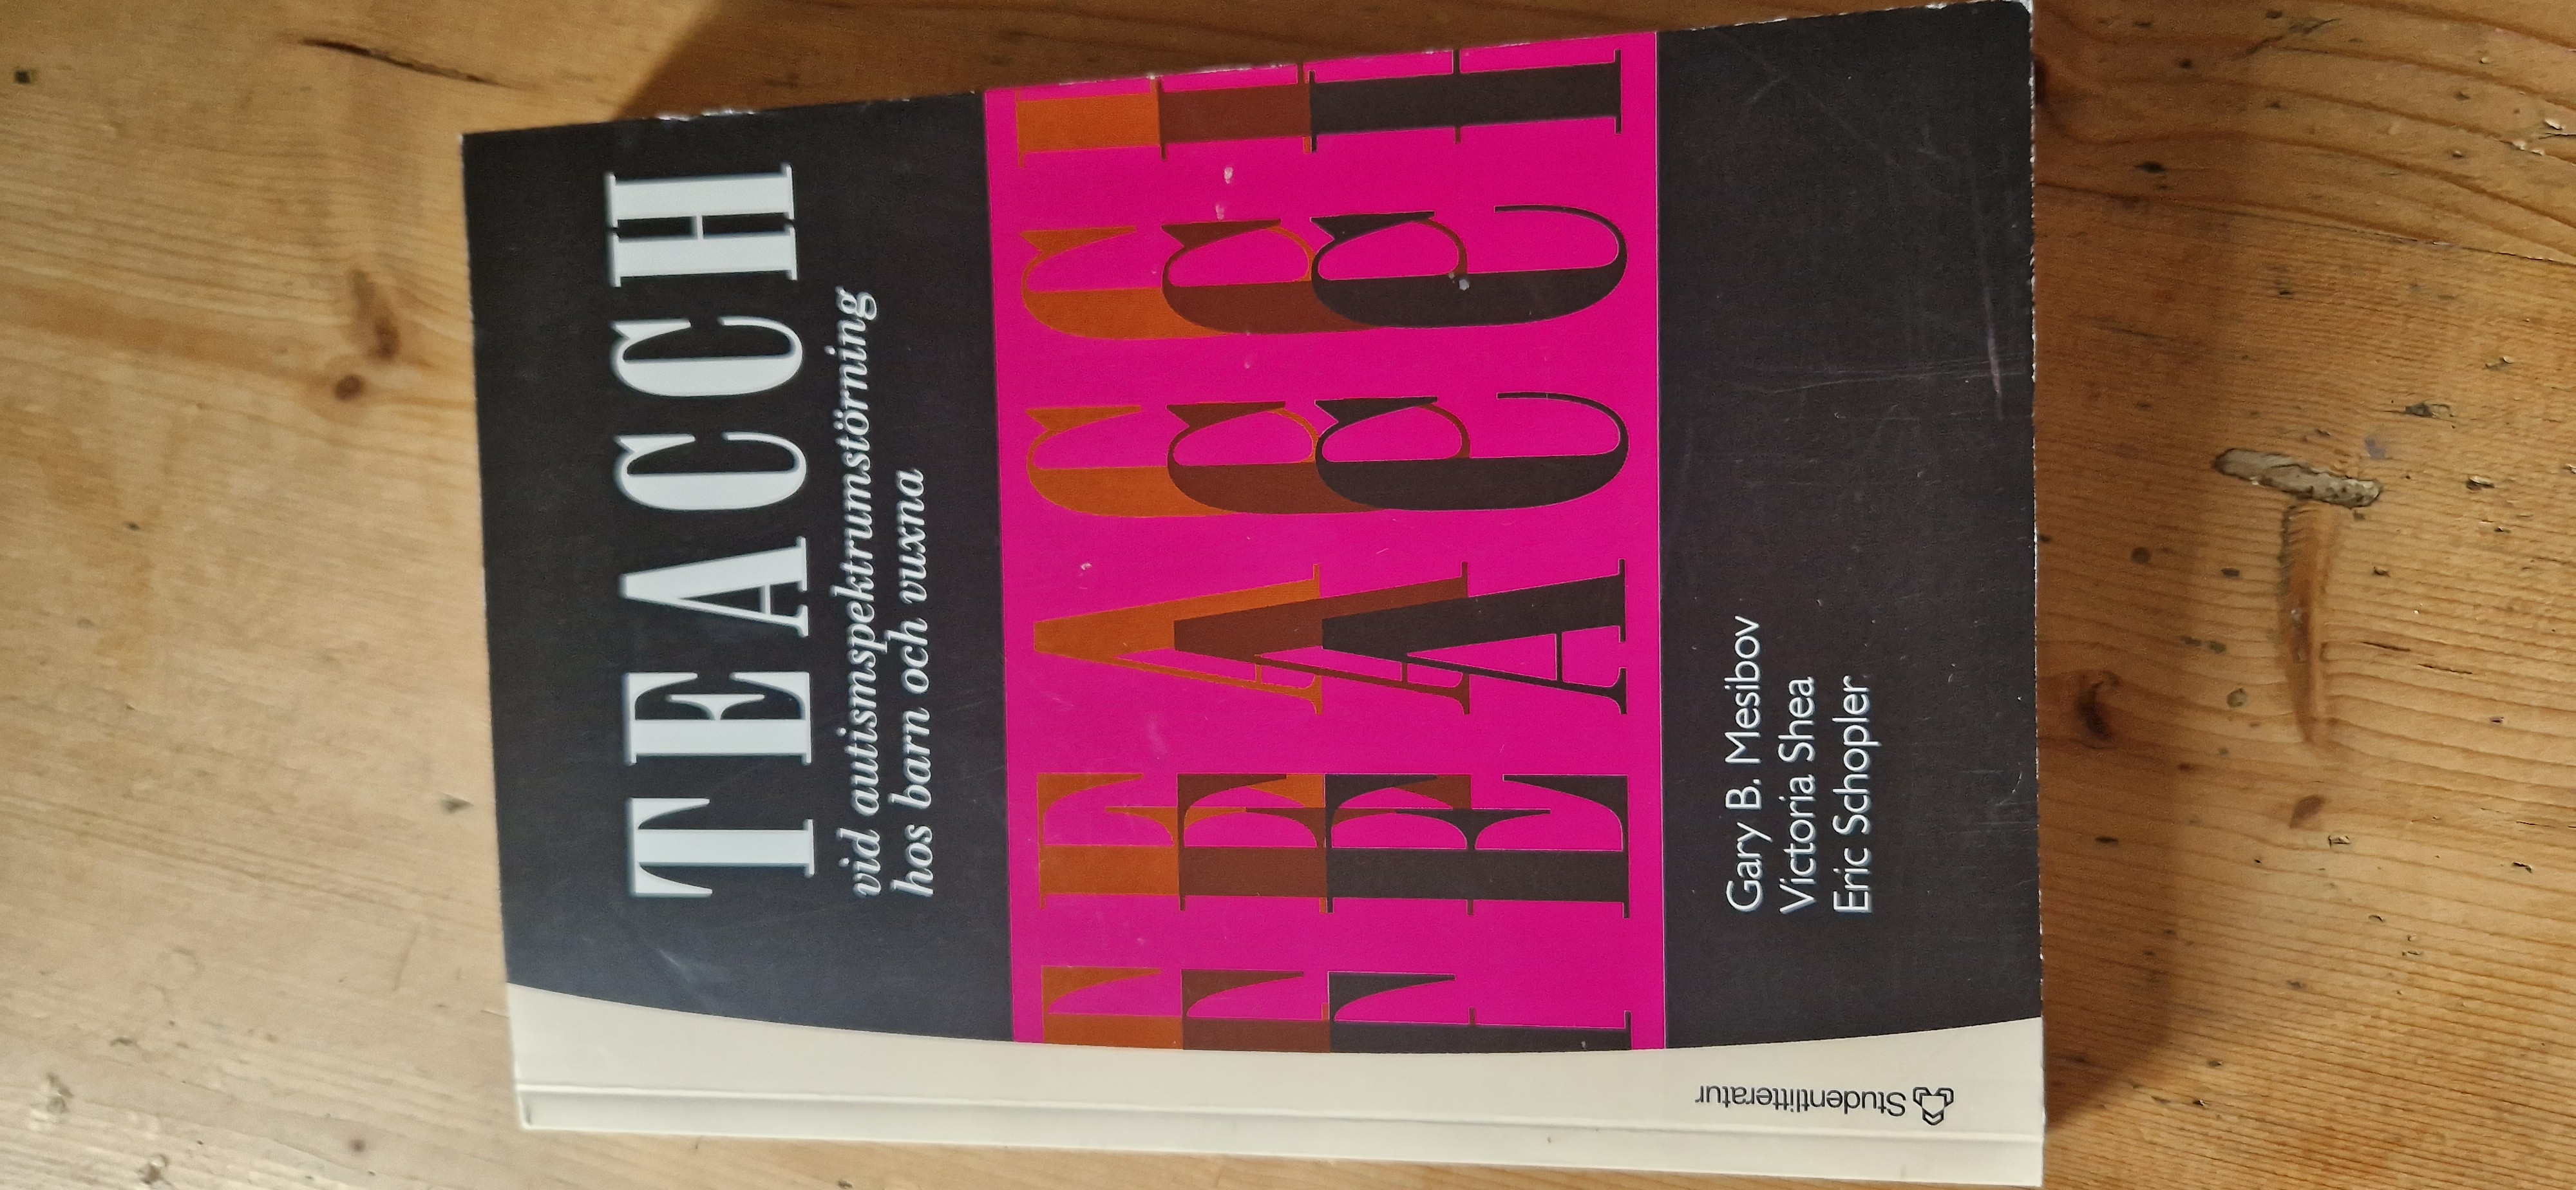 TEACCH
vid autismspektrumstörning
hos barn och vuxna
TEACCH
TEACCH
TEACCH
Gary B. Mesibov
Victoria Shea
Eric Schopler
Studentlitteratur